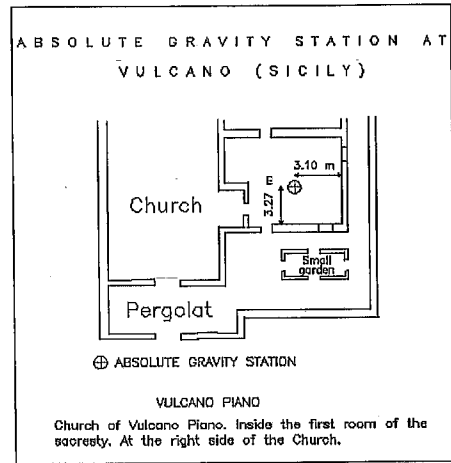 ABSOLUTE GRAVITY STATION AT
VULCANO (SICILY)
3.10 m
E
3.27
Church
Small
garden
Pergolat
⊕ ABSOLUTE GRAVITY STATION
VULCANO PIANO
Church of Vulcano Piano. Inside the first room of the
sacresty. At the right side of the Church.